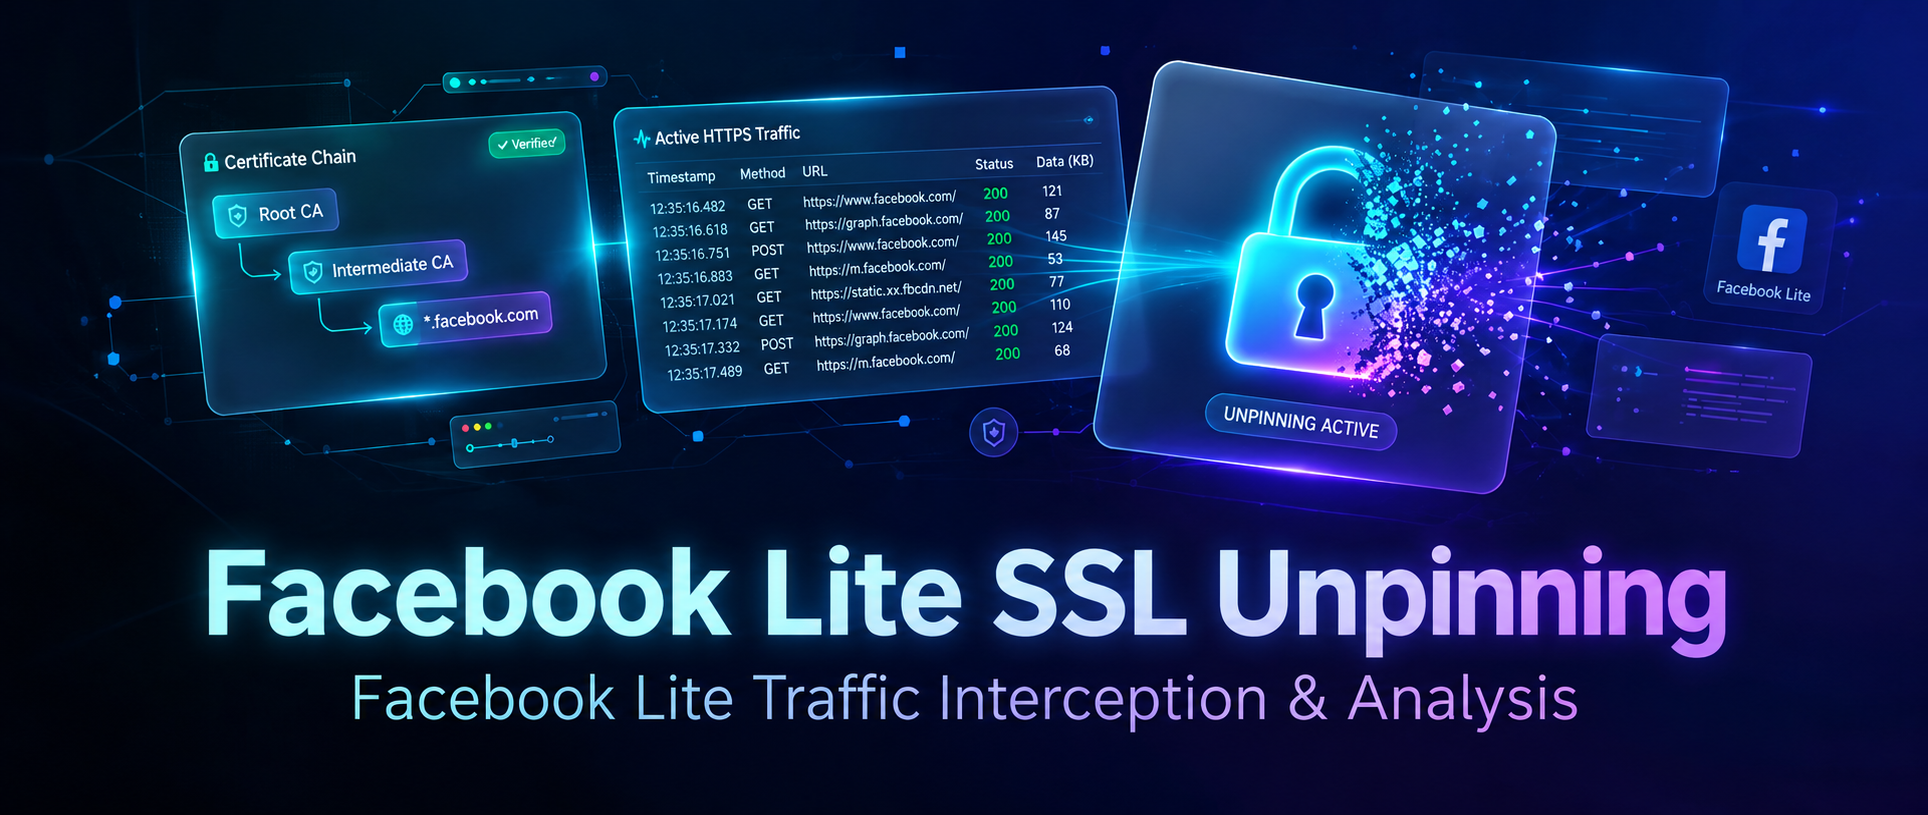 Certificate Chain
Verified
Root CA
Intermediate CA
*.facebook.com
Active HTTPS Traffic
Timestamp Method URL Status Data (KB)
12:35:16.482 GET https://www.facebook.com/ 200 121
12:35:16.618 GET https://graph.facebook.com/ 200 87
12:35:16.751 POST https://www.facebook.com/ 200 145
12:35:16.883 GET https://m.facebook.com/ 200 53
12:35:17.021 GET https://static.xx.fbcdn.net/ 200 77
12:35:17.174 GET https://www.facebook.com/ 200 110
12:35:17.332 POST https://graph.facebook.com/ 200 124
12:35:17.489 GET https://m.facebook.com/ 200 68
UNPINNING ACTIVE
Facebook Lite
Facebook Lite SSL Unpinning
Facebook Lite Traffic Interception & Analysis